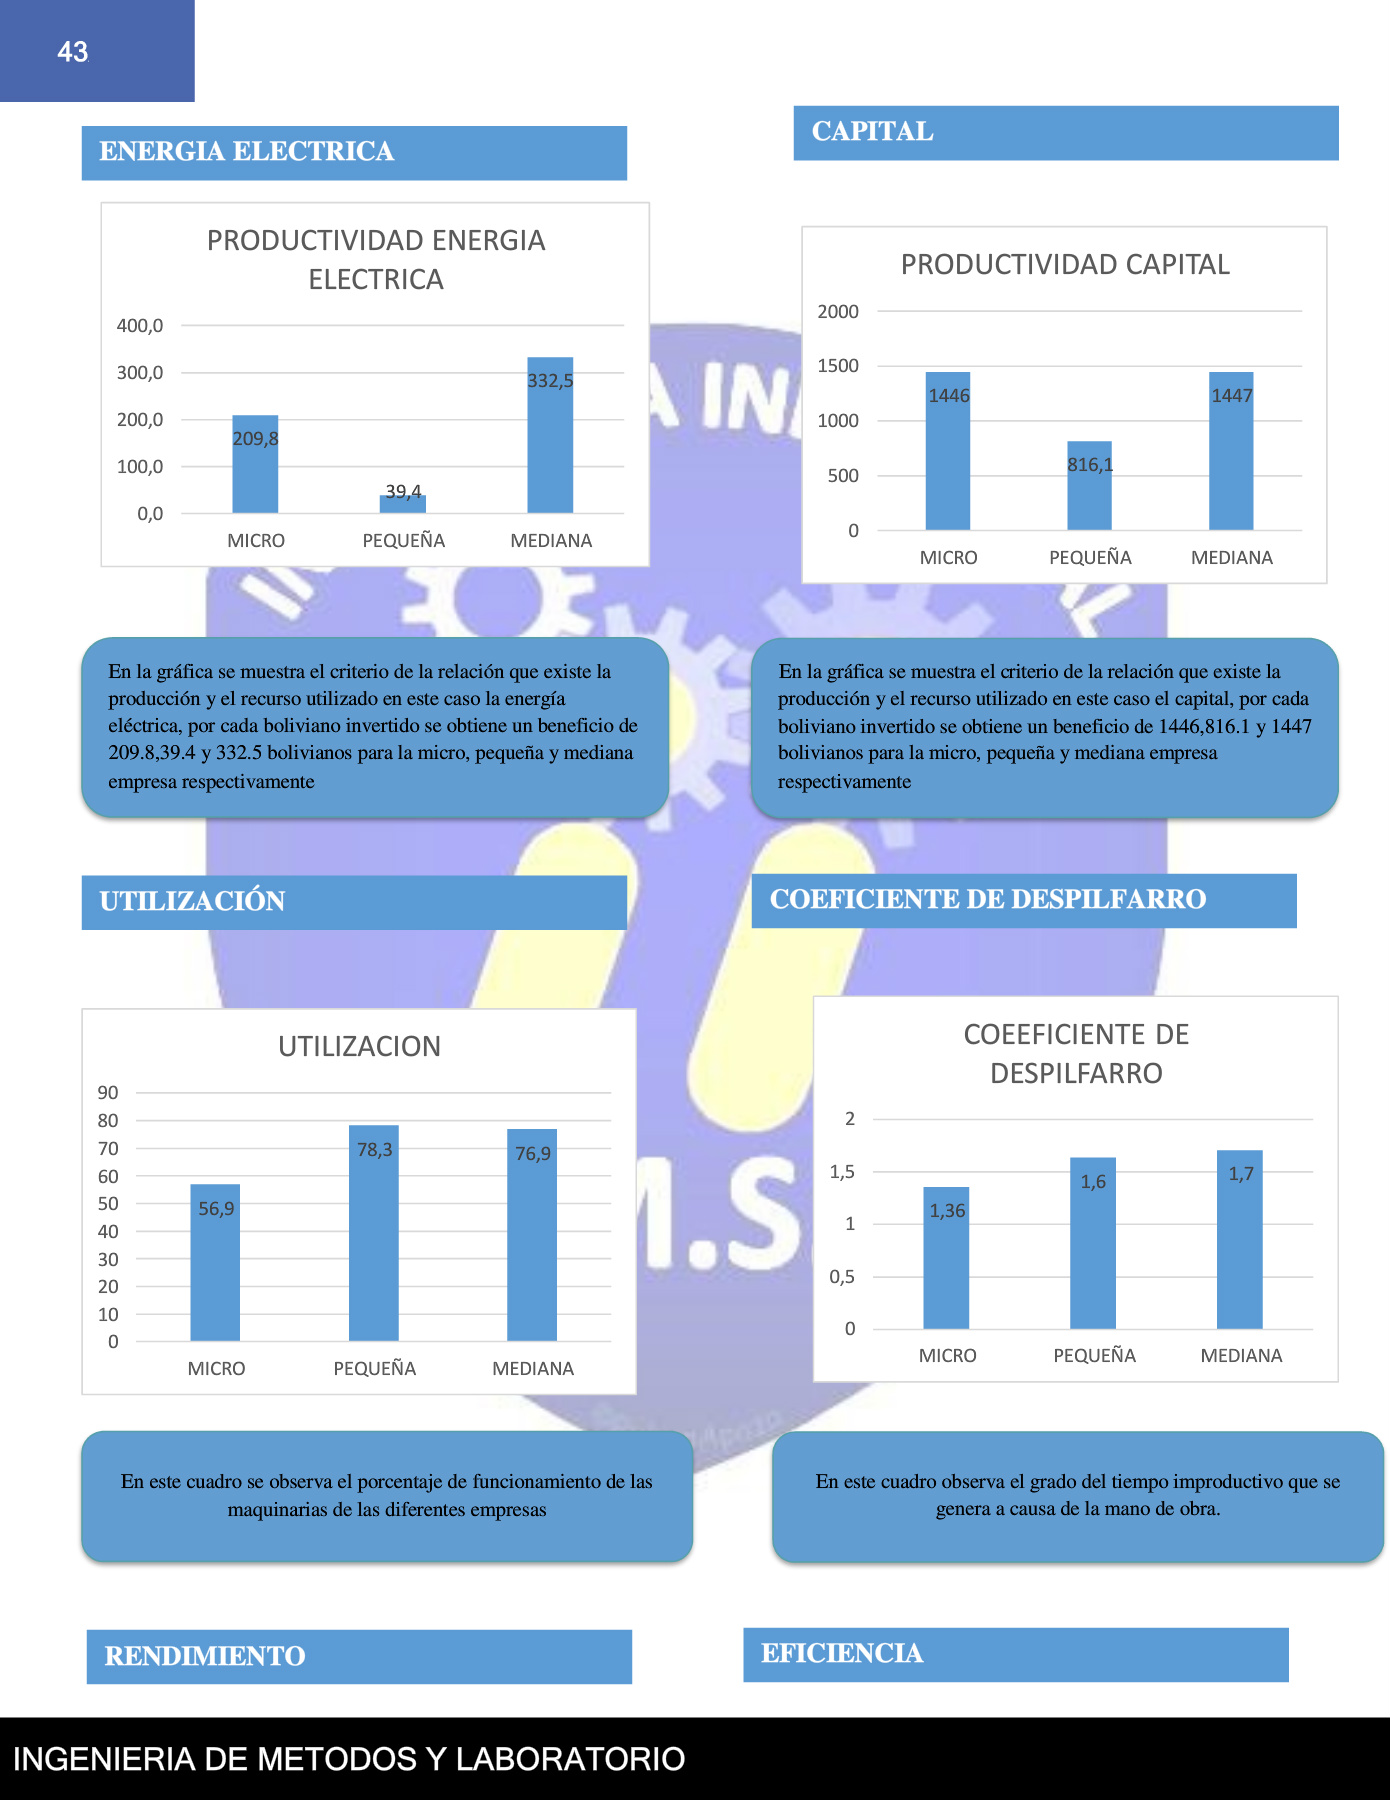 43
ENERGIA ELECTRICA
CAPITAL
PRODUCTIVIDAD ENERGIA
ELECTRICA
400,0
300,0
200,0
100,0
0,0
209,8
39,4
332,5
MICRO PEQUEÑA MEDIANA
PRODUCTIVIDAD CAPITAL
2000
1500
1000
500
0
1446
816,1
1447
MICRO PEQUEÑA MEDIANA
A IN
En la gráfica se muestra el criterio de la relación que existe la
producción y el recurso utilizado en este caso la energía
eléctrica, por cada boliviano invertido se obtiene un beneficio de
209.8,39.4 y 332.5 bolivianos para la micro, pequeña y mediana
empresa respectivamente
En la gráfica se muestra el criterio de la relación que existe la
producción y el recurso utilizado en este caso el capital, por cada
boliviano invertido se obtiene un beneficio de 1446,816.1 y 1447
bolivianos para la micro, pequeña y mediana empresa
respectivamente
UTILIZACIÓN
COEFICIENTE DE DESPILFARRO
UTILIZACION
90
80
70
60
50
40
30
20
10
0
56,9
78,3
76,9
MICRO PEQUEÑA MEDIANA
COEEFICIENTE DE
DESPILFARRO
2
1,5
1
0,5
0
1,36
1,6
1,7
MICRO PEQUEÑA MEDIANA
M.S.
En este cuadro se observa el porcentaje de funcionamiento de las
maquinarias de las diferentes empresas
En este cuadro observa el grado del tiempo improductivo que se
genera a causa de la mano de obra.
RENDIMIENTO
EFICIENCIA
INGENIERIA DE METODOS Y LABORATORIO